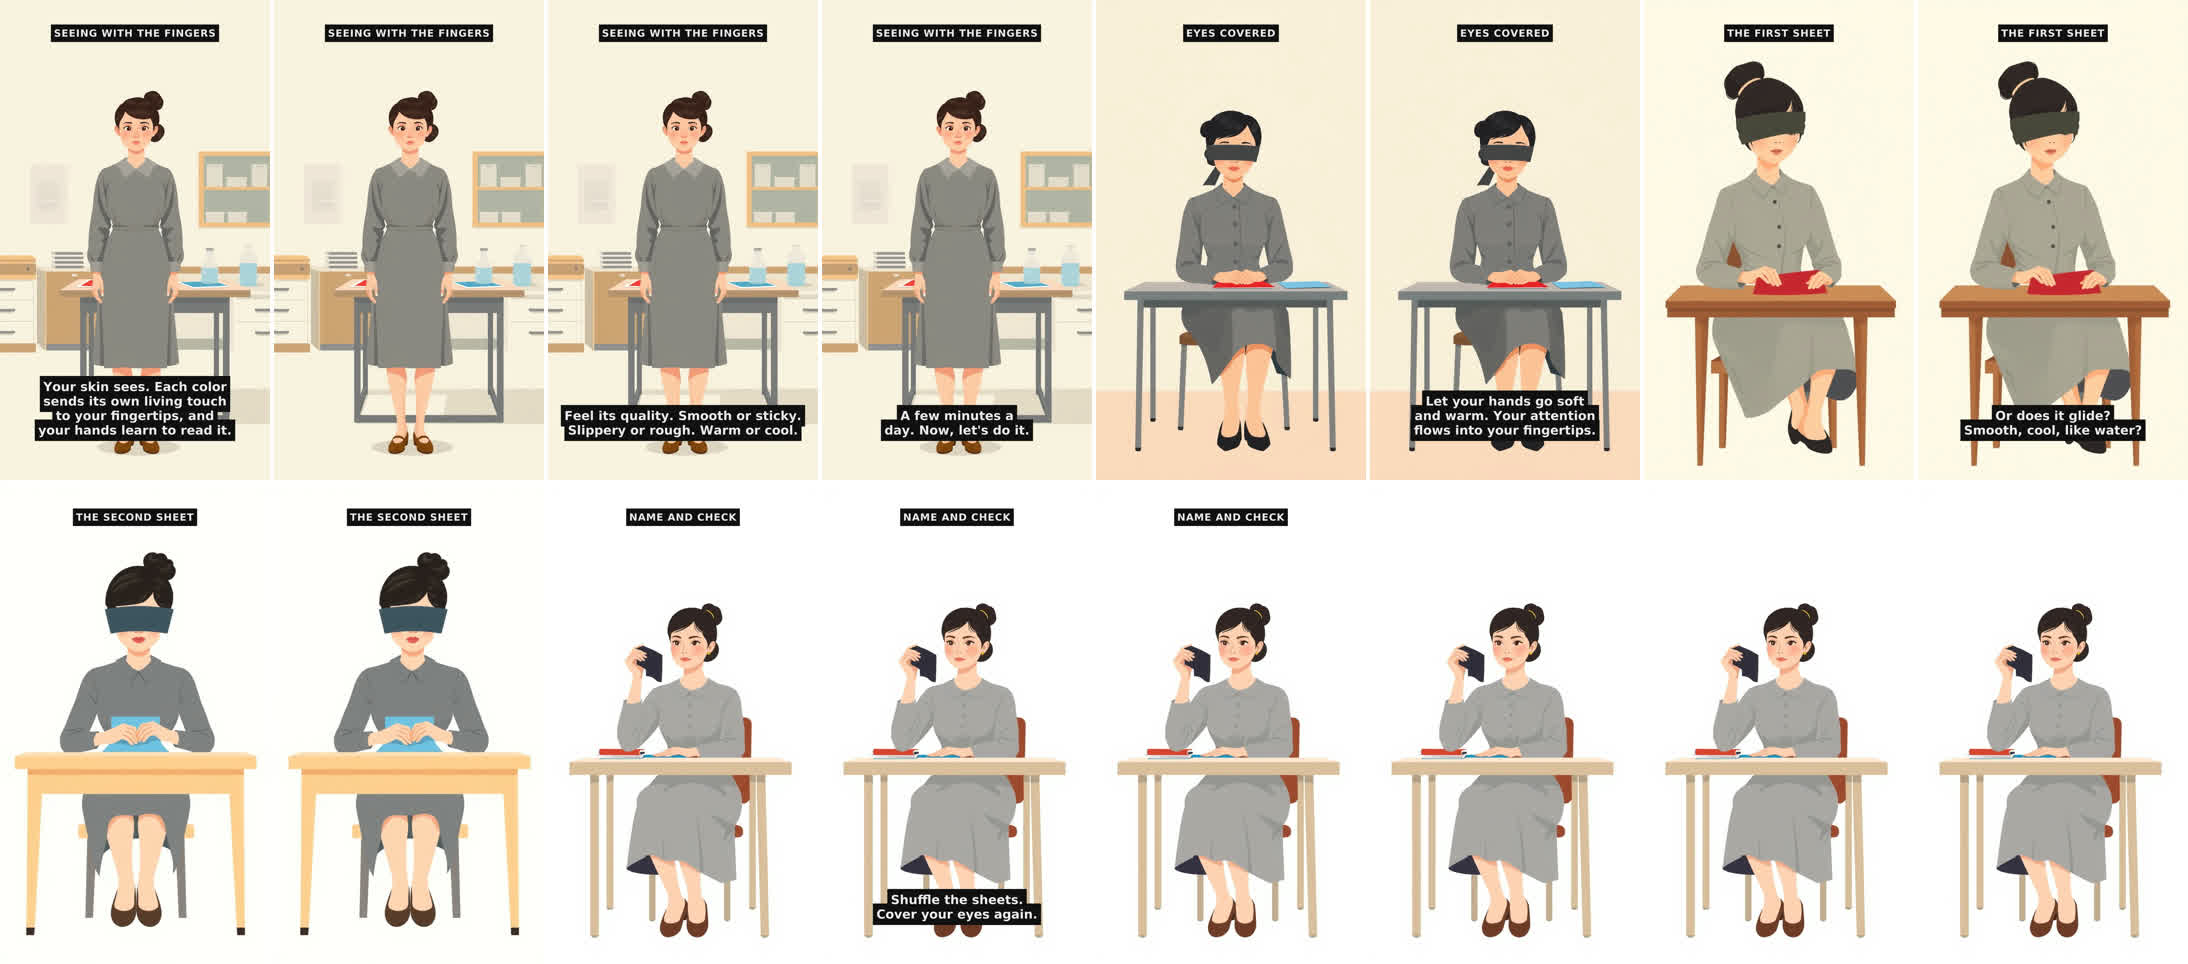 SEEING WITH THE FINGERS
Your skin sees. Each color
sends its own living touch
to your fingertips, and
your hands learn to read it.
SEEING WITH THE FINGERS
SEEING WITH THE FINGERS
Feel its quality. Smooth or sticky.
Slippery or rough. Warm or cool.
SEEING WITH THE FINGERS
A few minutes a
day. Now, let's do it.
EYES COVERED
EYES COVERED
Let your hands go soft
and warm. Your attention
flows into your fingertips.
THE FIRST SHEET
THE FIRST SHEET
Or does it glide?
Smooth, cool, like water?
THE SECOND SHEET
THE SECOND SHEET
NAME AND CHECK
NAME AND CHECK
Shuffle the sheets.
Cover your eyes again.
NAME AND CHECK